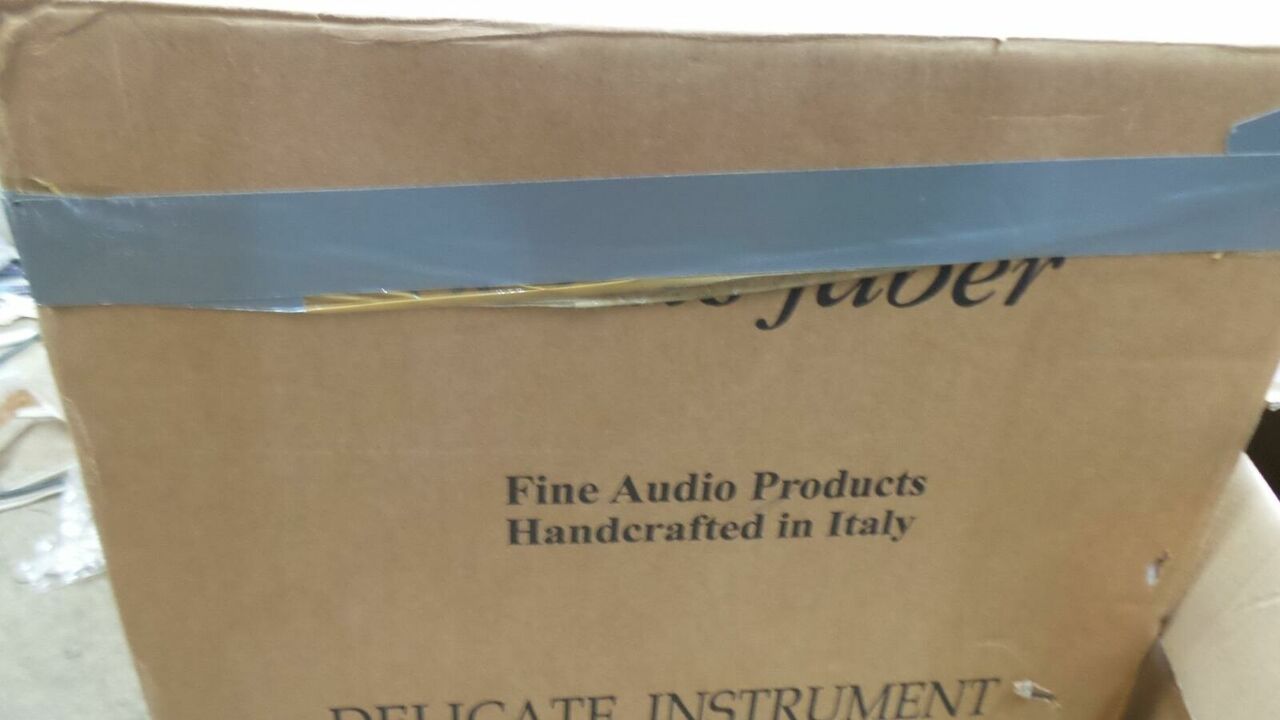 faber
Fine Audio Products
Handcrafted in Italy
DELICATE INSTRUMENT